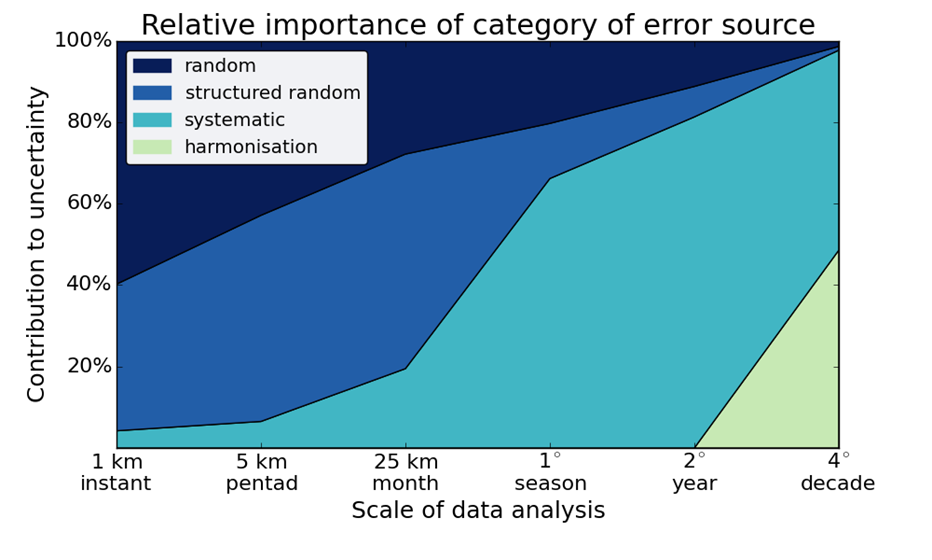 Relative importance of category of error source
100%
80%
60%
40%
20%
Contribution to uncertainty
random
structured random
systematic
harmonisation
1 km 5 km 25 km 1° 2° 4°
instant pentad month season year decade
Scale of data analysis